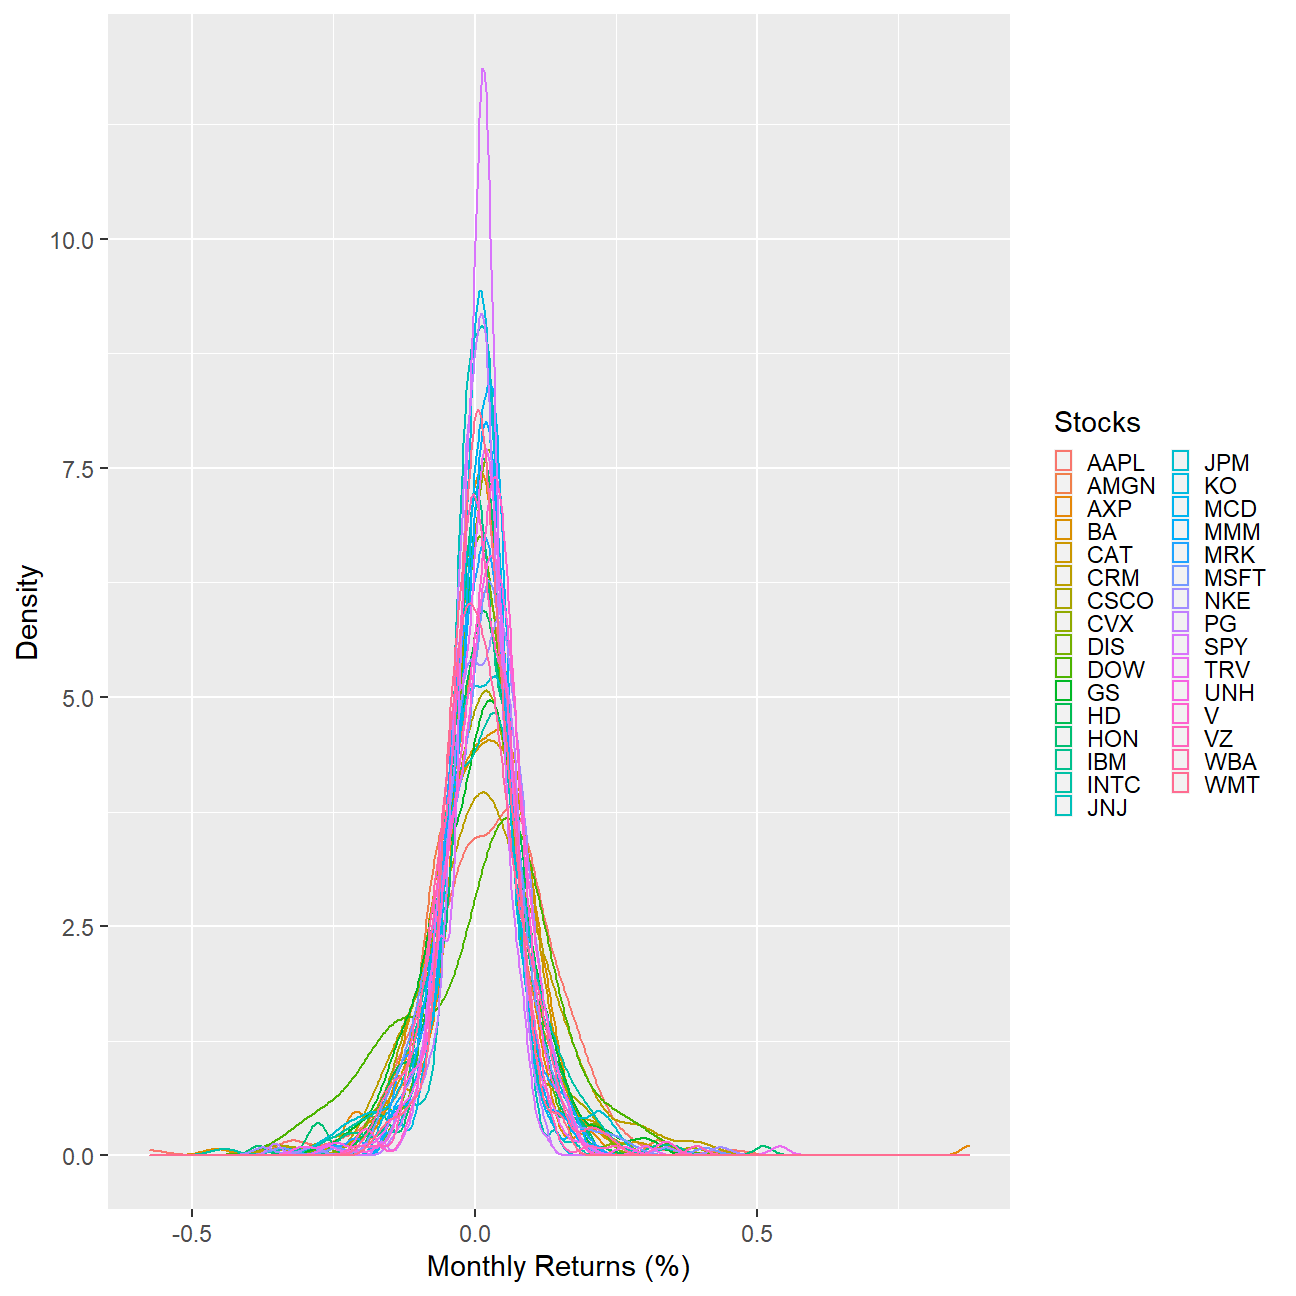 Density
10.0
7.5
5.0
2.5
0.0
-0.5
0.0
0.5
Monthly Returns (%)
Stocks
AAPL
AMGN
AXP
BA
CAT
CRM
CSCO
CVX
DIS
DOW
GS
HD
HON
IBM
INTC
JNJ
JPM
KO
MCD
MMM
MRK
MSFT
NKE
PG
SPY
TRV
UNH
V
VZ
WBA
WMT